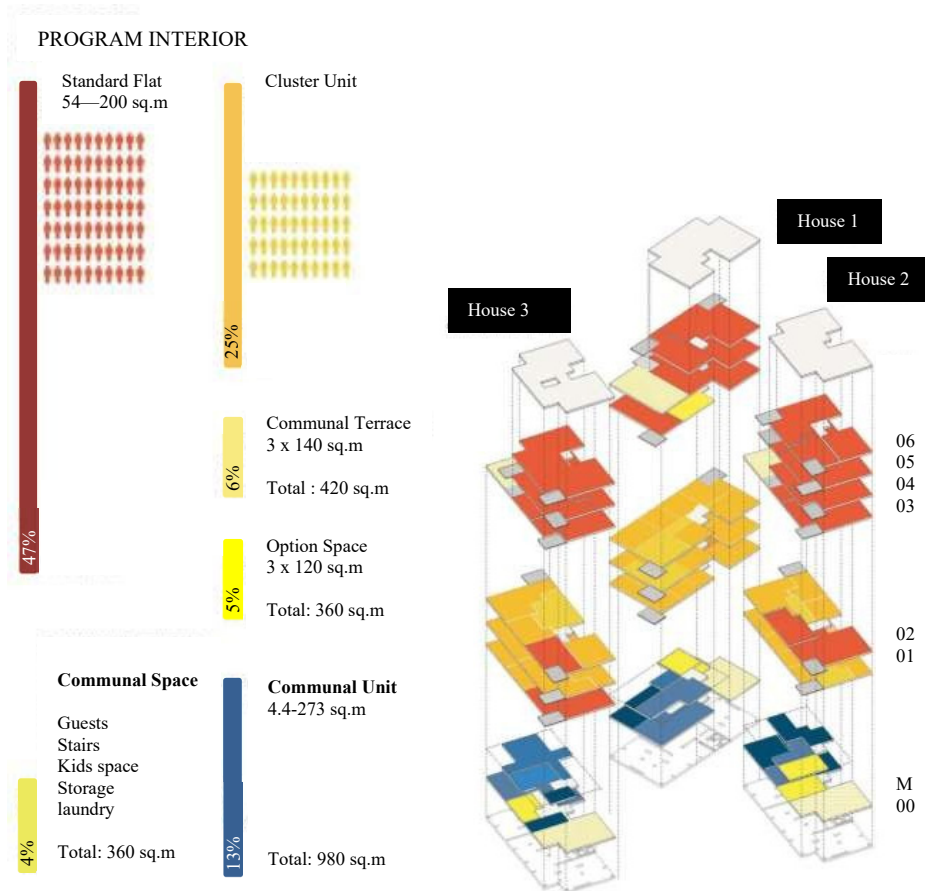 PROGRAM INTERIOR
Standard Flat
54—200 sq.m
47%
Cluster Unit
25%
Communal Terrace
3 x 140 sq.m
Total : 420 sq.m
6%
Option Space
3 x 120 sq.m
Total: 360 sq.m
5%
Communal Space
Guests
Stairs
Kids space
Storage
laundry
Total: 360 sq.m
4%
Communal Unit
4.4-273 sq.m
Total: 980 sq.m
13%
House 1
House 2
House 3
06
05
04
03
02
01
M
00